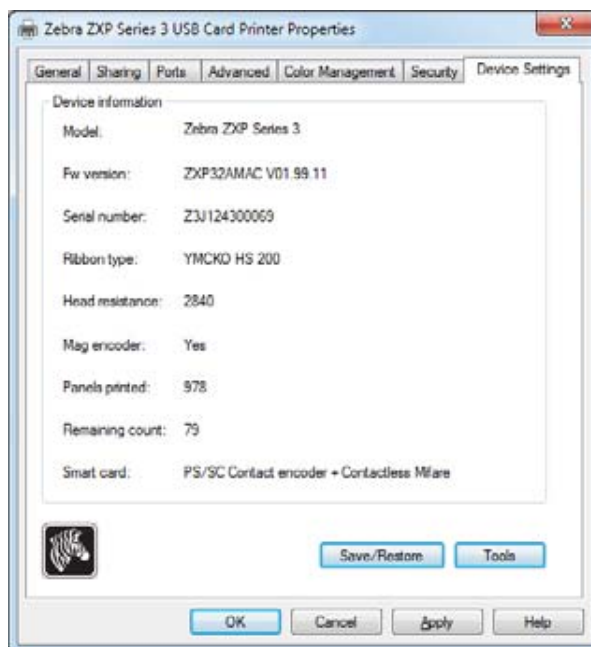 Zebra ZXP Series 3 USB Card Printer Properties
General Sharing Ports Advanced Color Management Security Device Settings
Device information
Model: Zebra ZXP Series 3
Fw version: ZXP32AMAC V01.99.11
Serial number: Z3J124300069
Ribbon type: YMCKO HS 200
Head resistance: 2840
Mag encoder: Yes
Panels printed: 978
Remaining count: 79
Smart card: PS/SC Contact encoder + Contactless Mifare
Save/Restore Tools
OK Cancel Apply Help